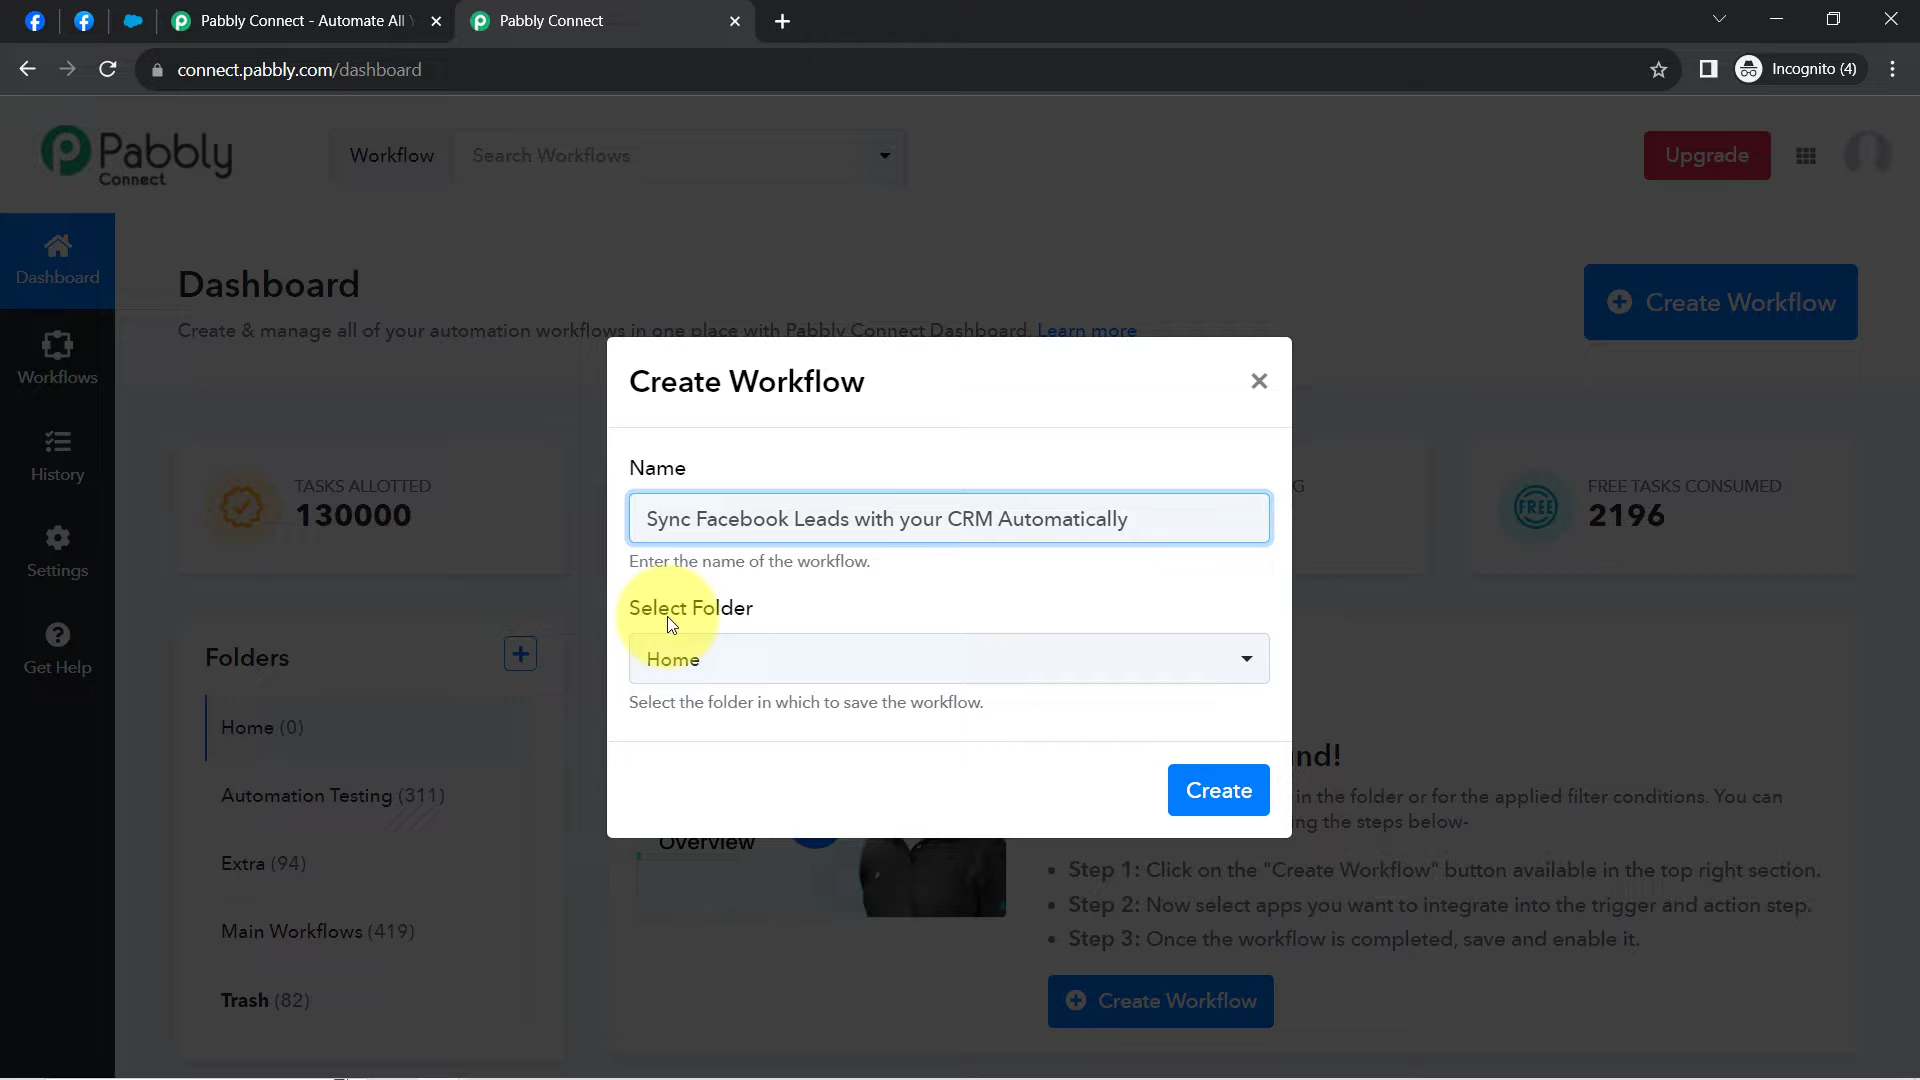 Pabbly Connect - Automate All
Pabbly Connect
connect.pabbly.com/dashboard
Incognito (4)
Pabbly
Connect
Workflow
Search Workflows
Upgrade
Dashboard
Workflows
History
Settings
Get Help
Dashboard
Create & manage all of your automation workflows in one place with Pabbly Connect Dashboard. Learn more
Create Workflow
TASKS ALLOTTED
130000
G
FREE
FREE TASKS CONSUMED
2196
Folders
Home (0)
Automation Testing (311)
Extra (94)
Main Workflows (419)
Trash (82)
Create Workflow
Name
Sync Facebook Leads with your CRM Automatically
Enter the name of the workflow.
Select Folder
Home
Select the folder in which to save the workflow.
Create
Overview
nd!
in the folder or for the applied filter conditions. You can
ng the steps below-
Step 1: Click on the "Create Workflow" button available in the top right section.
Step 2: Now select apps you want to integrate into the trigger and action step.
Step 3: Once the workflow is completed, save and enable it.
Create Workflow